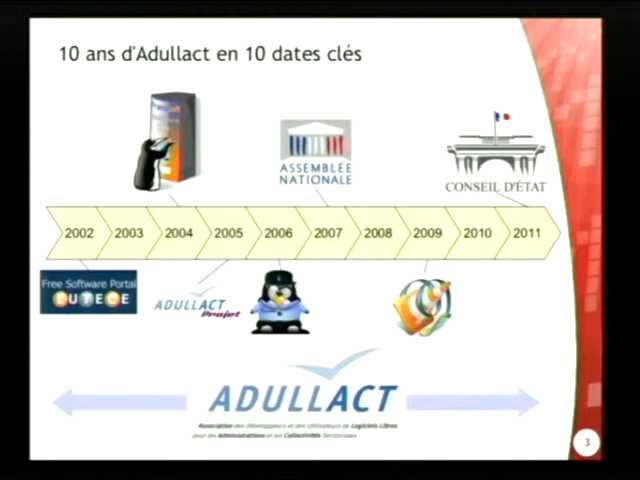 10 ans d'Adullact en 10 dates clés
ASSEMBLÉE
NATIONALE
CONSEIL D'ÉTAT
2002 2003 2004 2005 2006 2007 2008 2009 2010 2011
Free Software Portal
LUTECE
ADULLACT
Projet
ADULLACT
Association des Développeurs et des Utilisateurs de Logiciels Libres
pour les Administrations et les Collectivités Territoriales
3